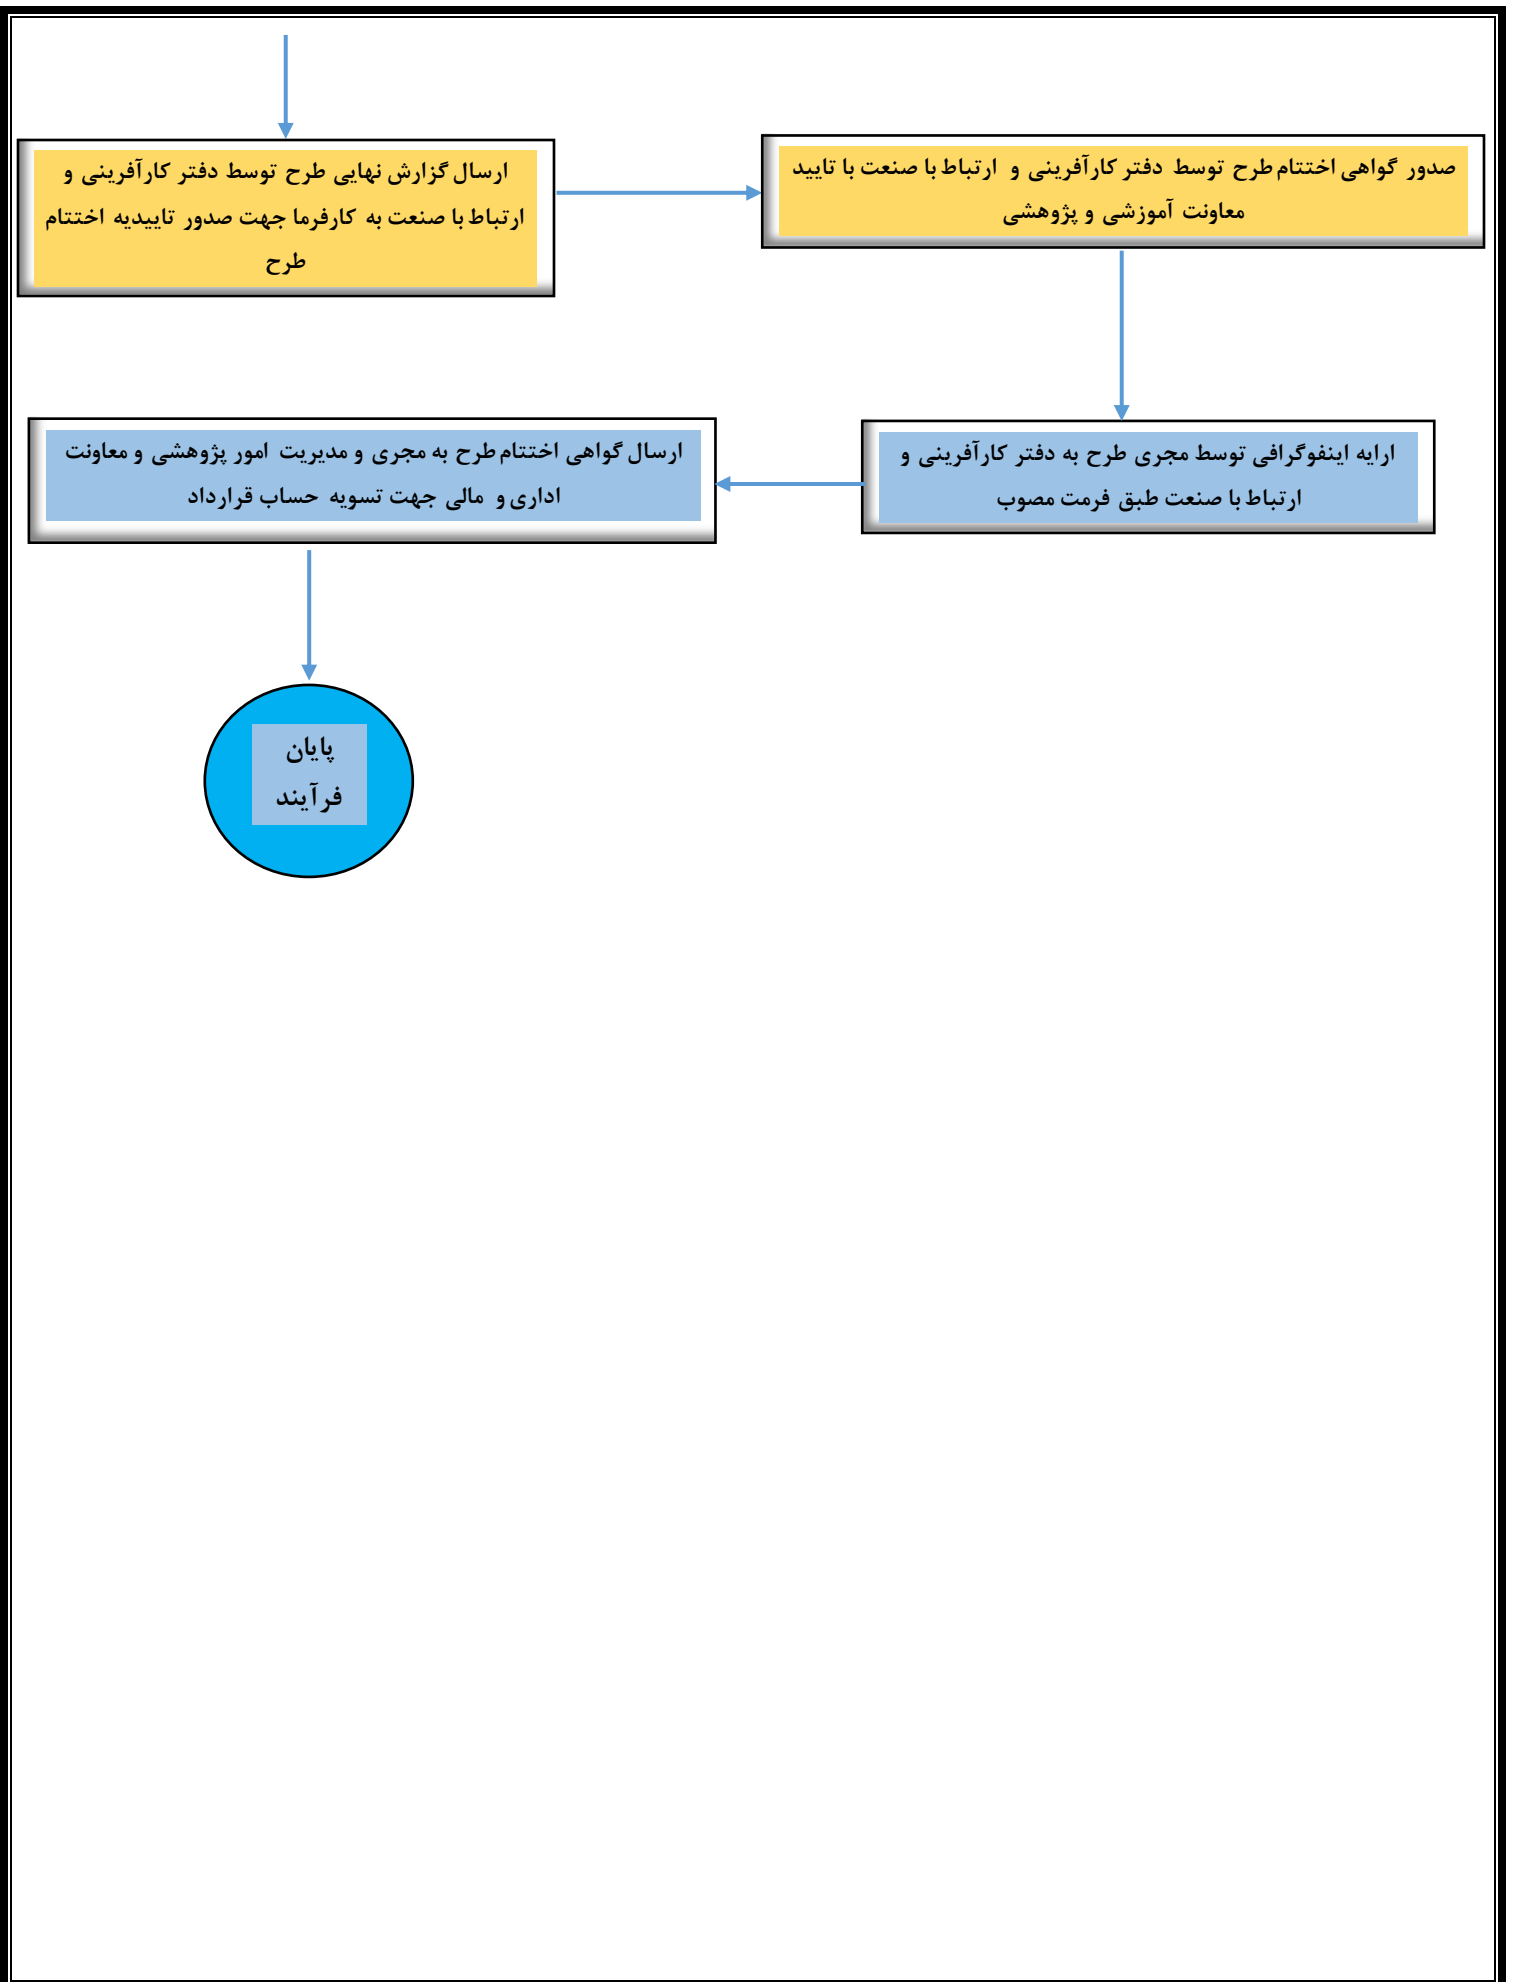 ارسال گزارش نهایی طرح توسط دفتر کارآفرینی و
ارتباط با صنعت به کارفرما جهت صدور تاییدیه اختتام
طرح
صدور گواهی اختتام طرح توسط دفتر کارآفرینی و ارتباط با صنعت با تایید
معاونت آموزشی و پژوهشی
ارایه اینفوگرافی توسط مجری طرح به دفتر کارآفرینی و
ارتباط با صنعت طبق فرمت مصوب
ارسال گواهی اختتام طرح به مجری و مدیریت امور پژوهشی و معاونت
اداری و مالی جهت تسویه حساب قرارداد
پایان
فرآیند